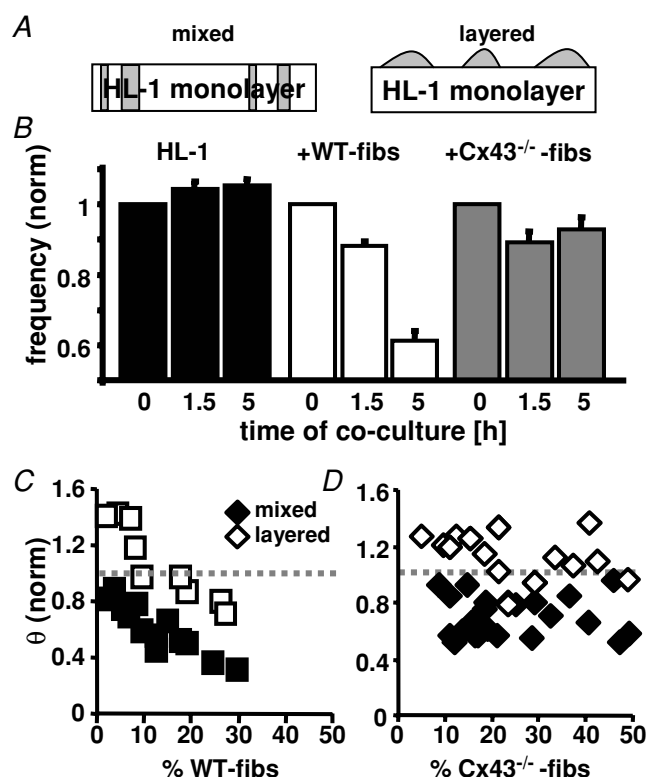 A
mixed
layered
HL-1 monolayer
HL-1 monolayer
B
HL-1
+WT-fibs
+Cx43-/- -fibs
frequency (norm)
1
0.9
0.8
0.6
0
1.5
5
0
1.5
5
0
1.5
5
time of co-culture [h]
C
D
1.6
1.2
0.8
0.4
0
θ (norm)
mixed
layered
0
10
20
30
40
50
% WT-fibs
1.6
1.2
0.8
0.4
0
0
10
20
30
40
50
% Cx43-/- -fibs